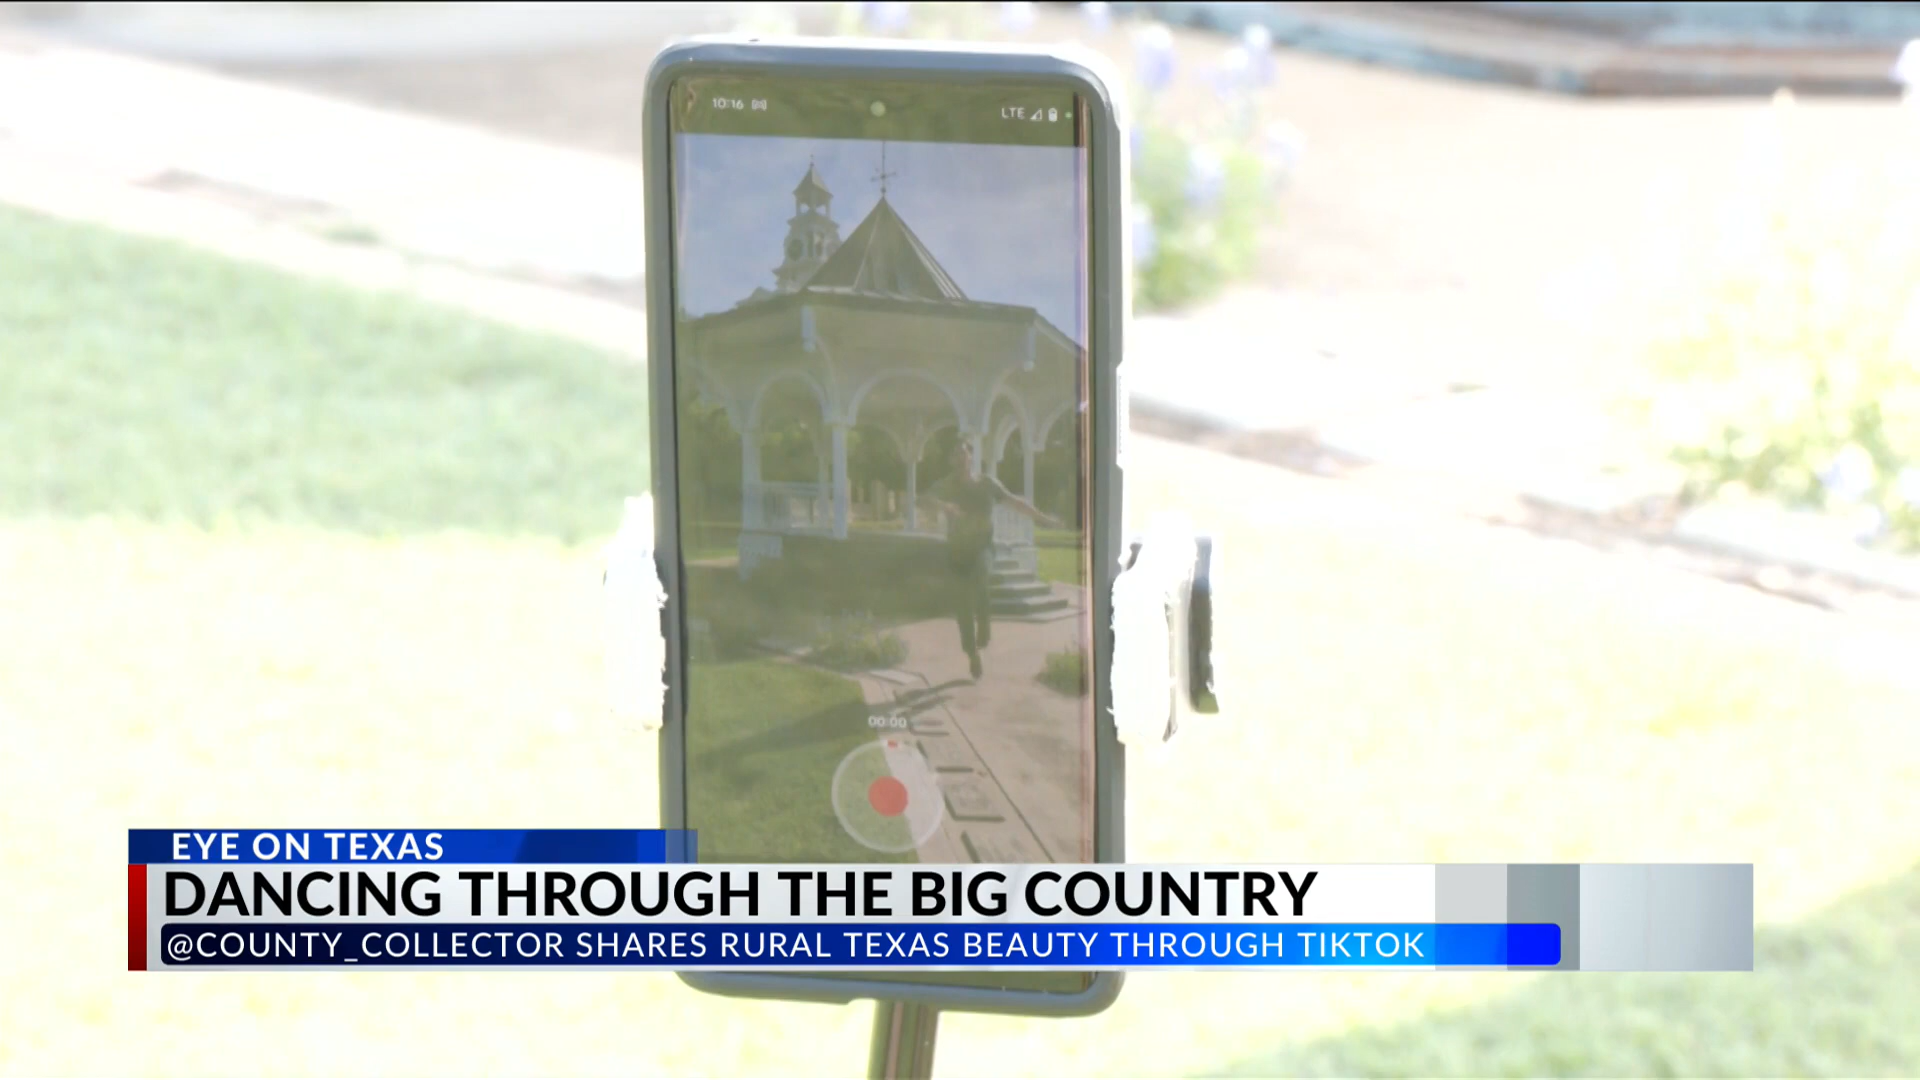 10:16
LTE
00:00
EYE ON TEXAS
DANCING THROUGH THE BIG COUNTRY
@COUNTY_COLLECTOR SHARES RURAL TEXAS BEAUTY THROUGH TIKTOK